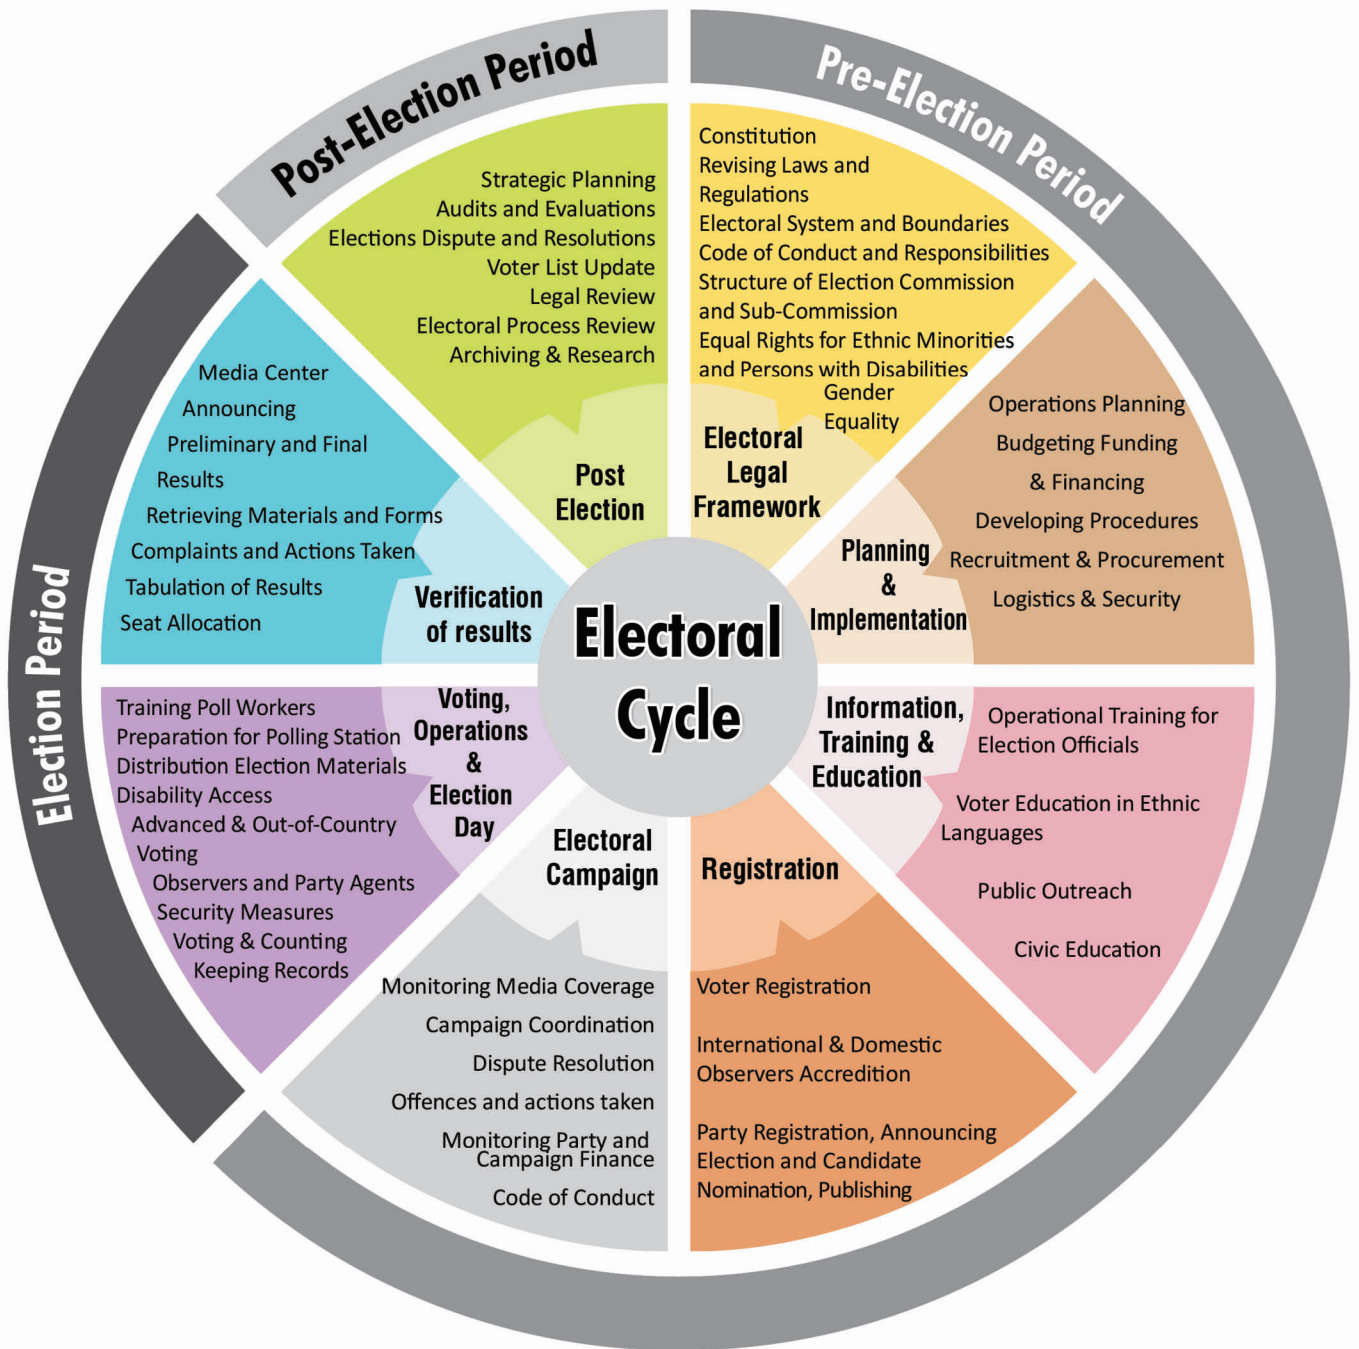 Post-Election Period
Pre-Election Period
Election Period
Electoral
Cycle
Constitution
Revising Laws and
Regulations
Electoral System and Boundaries
Code of Conduct and Responsibilities
Structure of Election Commission
and Sub-Commission
Equal Rights for Ethnic Minorities
and Persons with Disabilities
Gender
Equality
Electoral
Legal
Framework
Operations Planning
Budgeting Funding
& Financing
Developing Procedures
Recruitment & Procurement
Logistics & Security
Planning
&
Implementation
Information,
Training &
Education
Operational Training for
Election Officials
Voter Education in Ethnic
Languages
Public Outreach
Civic Education
Registration
Voter Registration
International & Domestic
Observers Accredition
Party Registration, Announcing
Election and Candidate
Nomination, Publishing
Electoral
Campaign
Monitoring Media Coverage
Campaign Coordination
Dispute Resolution
Offences and actions taken
Monitoring Party and
Campaign Finance
Code of Conduct
Voting,
Operations
&
Election
Day
Training Poll Workers
Preparation for Polling Station
Distribution Election Materials
Disability Access
Advanced & Out-of-Country
Voting
Observers and Party Agents
Security Measures
Voting & Counting
Keeping Records
Media Center
Announcing
Preliminary and Final
Results
Retrieving Materials and Forms
Complaints and Actions Taken
Tabulation of Results
Seat Allocation
Verification
of results
Strategic Planning
Audits and Evaluations
Elections Dispute and Resolutions
Voter List Update
Legal Review
Electoral Process Review
Archiving & Research
Post
Election